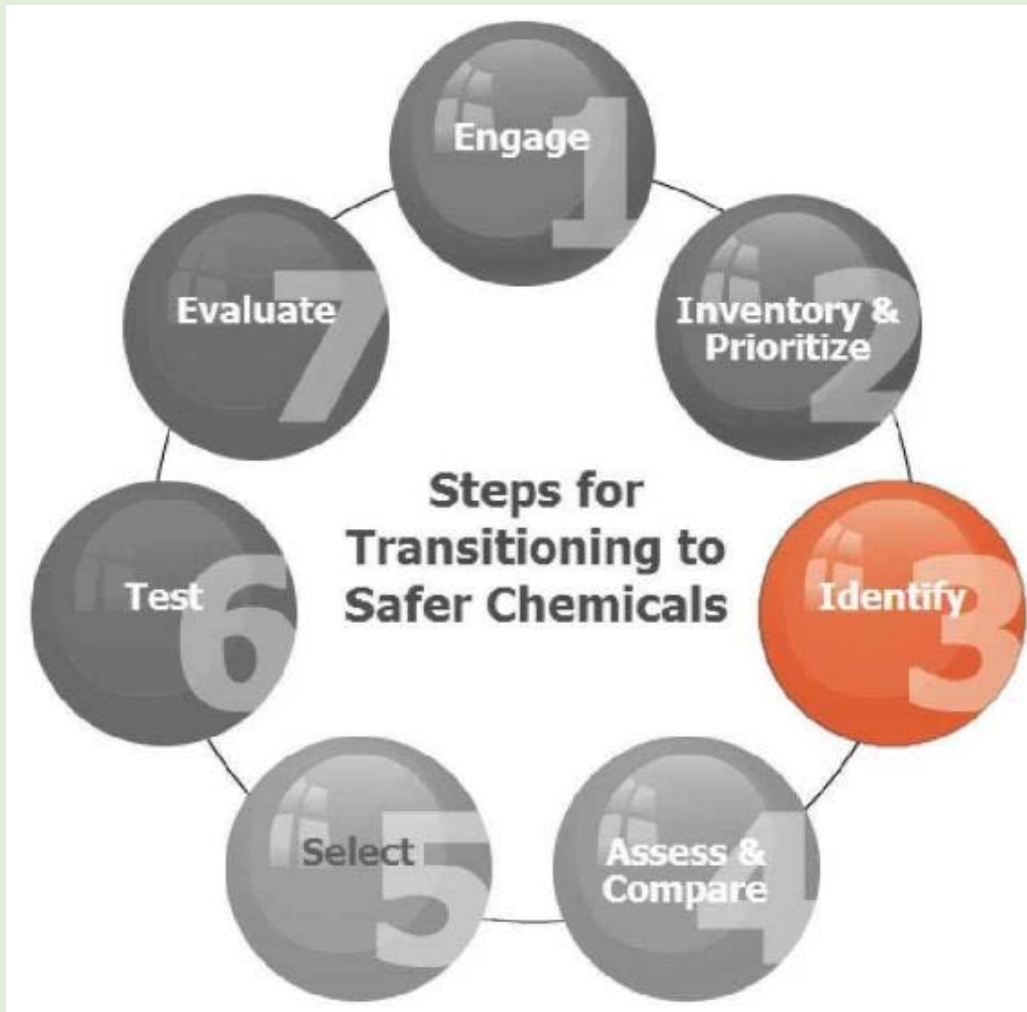 Engage
1
Inventory &
Prioritize
2
Identify
3
Assess &
Compare
4
Select
5
Test
6
Evaluate
7
Steps for
Transitioning to
Safer Chemicals